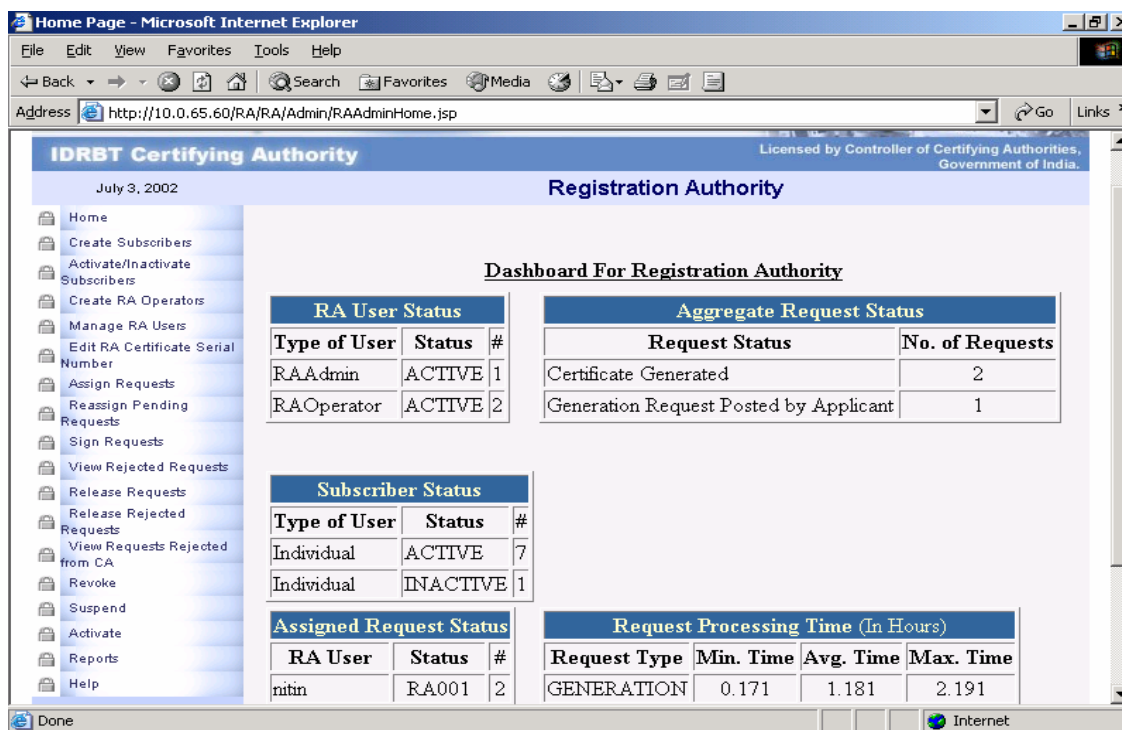 Home Page - Microsoft Internet Explorer
File Edit View Favorites Tools Help
Back Search Favorites Media
Address http://10.0.65.60/RA/RA/Admin/RAAdminHome.jsp Go Links
IDRBT Certifying Authority
Licensed by Controller of Certifying Authorities,
Government of India.
July 3, 2002
Registration Authority
Home
Create Subscribers
Activate/Inactivate
Subscribers
Create RA Operators
Manage RA Users
Edit RA Certificate Serial
Number
Assign Requests
Reassign Pending
Requests
Sign Requests
View Rejected Requests
Release Requests
Release Rejected
Requests
View Requests Rejected
from CA
Revoke
Suspend
Activate
Reports
Help
Dashboard For Registration Authority
RA User Status
Type of User Status #
RAAdmin ACTIVE 1
RAOperator ACTIVE 2
Aggregate Request Status
Request Status No. of Requests
Certificate Generated 2
Generation Request Posted by Applicant 1
Subscriber Status
Type of User Status #
Individual ACTIVE 7
Individual INACTIVE 1
Assigned Request Status
RA User Status #
nitin RA001 2
Request Processing Time (In Hours)
Request Type Min. Time Avg. Time Max. Time
GENERATION 0.171 1.181 2.191
Done Internet